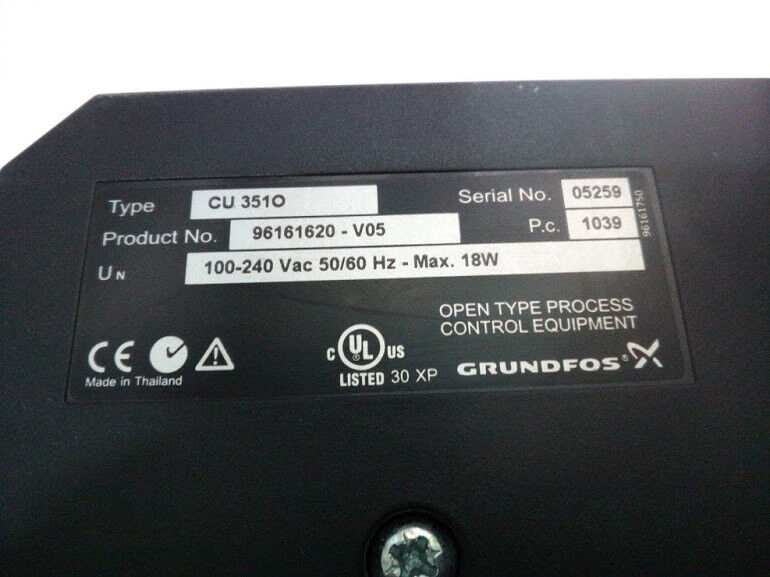 Type CU 351O Serial No. 05259
Product No. 96161620 - V05 P.c. 1039
UN 100-240 Vac 50/60 Hz - Max. 18W
96161750
OPEN TYPE PROCESS
CONTROL EQUIPMENT
CE
Made in Thailand
C UL US
LISTED 30 XP
GRUNDFOS